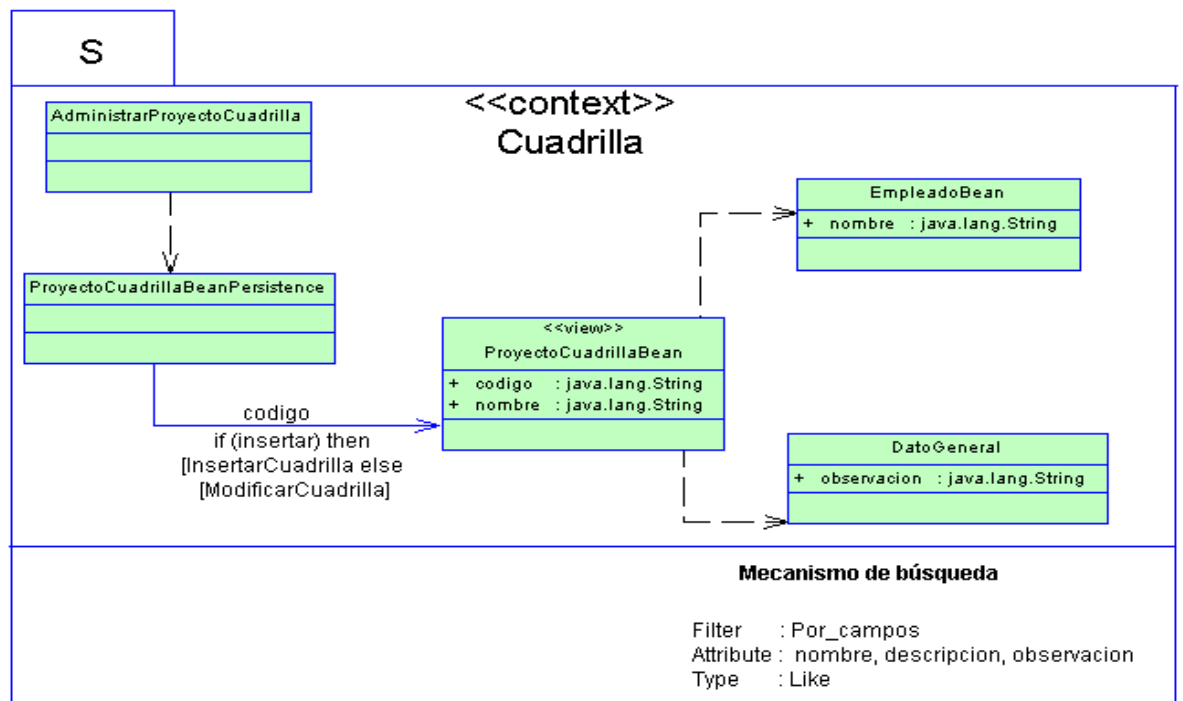 S
<<context>>
Cuadrilla
AdministrarProyectoCuadrilla
EmpleadoBean
+ nombre : java.lang.String
ProyectoCuadrillaBeanPersistence
<<view>>
ProyectoCuadrillaBean
+ codigo : java.lang.String
+ nombre : java.lang.String
codigo
if (insertar) then
[InsertarCuadrilla else
[ModificarCuadrilla]
DatoGeneral
+ observacion : java.lang.String
Mecanismo de búsqueda
Filter : Por_campos
Attribute : nombre, descripcion, observacion
Type : Like